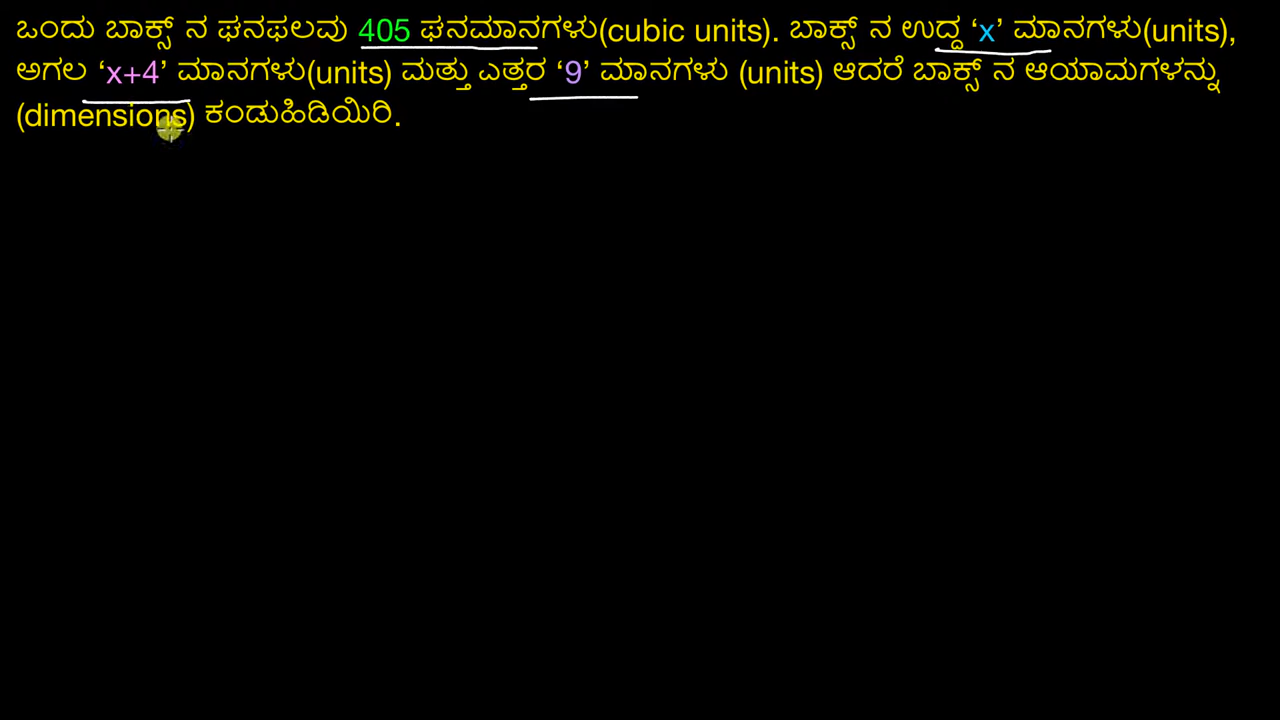 ಒಂದು ಬಾಕ್ಸ್ ನ ಘನಫಲವು 405 ಘನಮಾನಗಳು(cubic units). ಬಾಕ್ಸ್ ನ ಉದ್ದ ‘x’ ಮಾನಗಳು(units),
ಅಗಲ ‘x+4’ ಮಾನಗಳು(units) ಮತ್ತು ಎತ್ತರ ‘9’ ಮಾನಗಳು (units) ಆದರೆ ಬಾಕ್ಸ್ ನ ಆಯಾಮಗಳನ್ನು
(dimensions) ಕಂಡುಹಿಡಿಯಿರಿ.